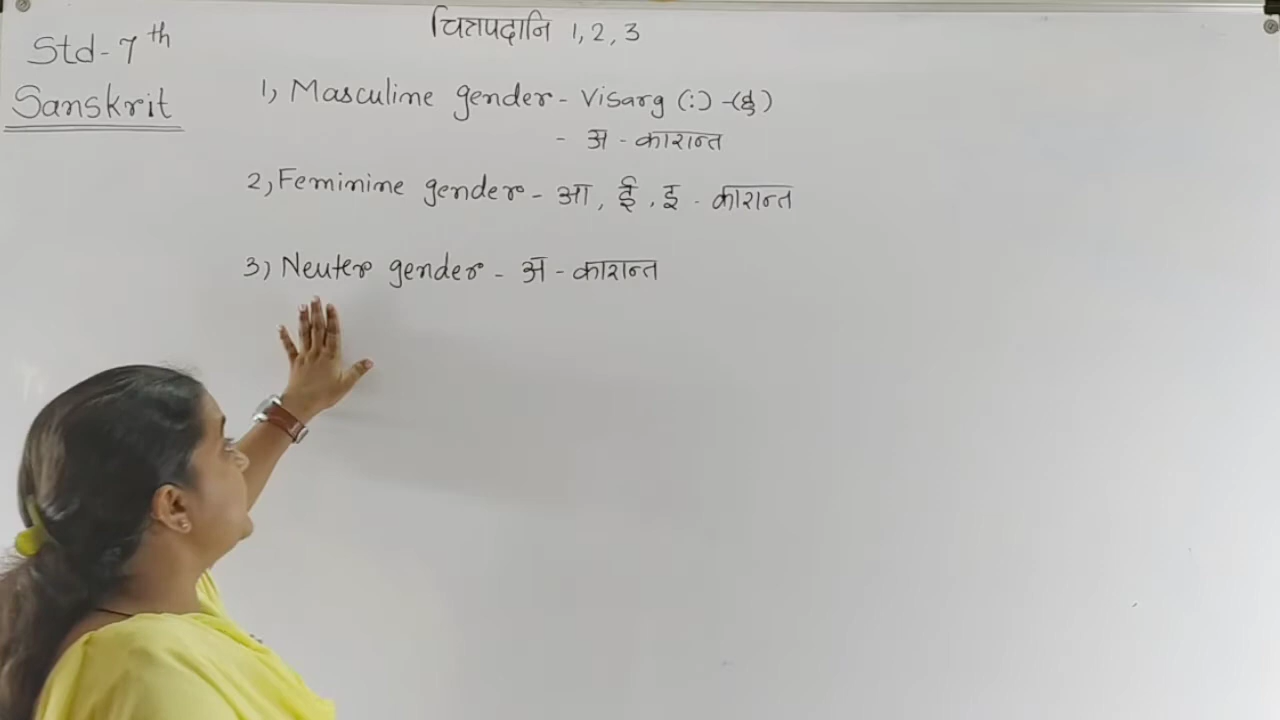 Std - 7th
Sanskrit
चित्रपदानि 1, 2, 3
1) Masculine gender - Visarg (:) - (ह्)
- अ - कारान्त
2) Feminine gender - आ, ई, इ - कारान्त
3) Neuter gender - अ - कारान्त